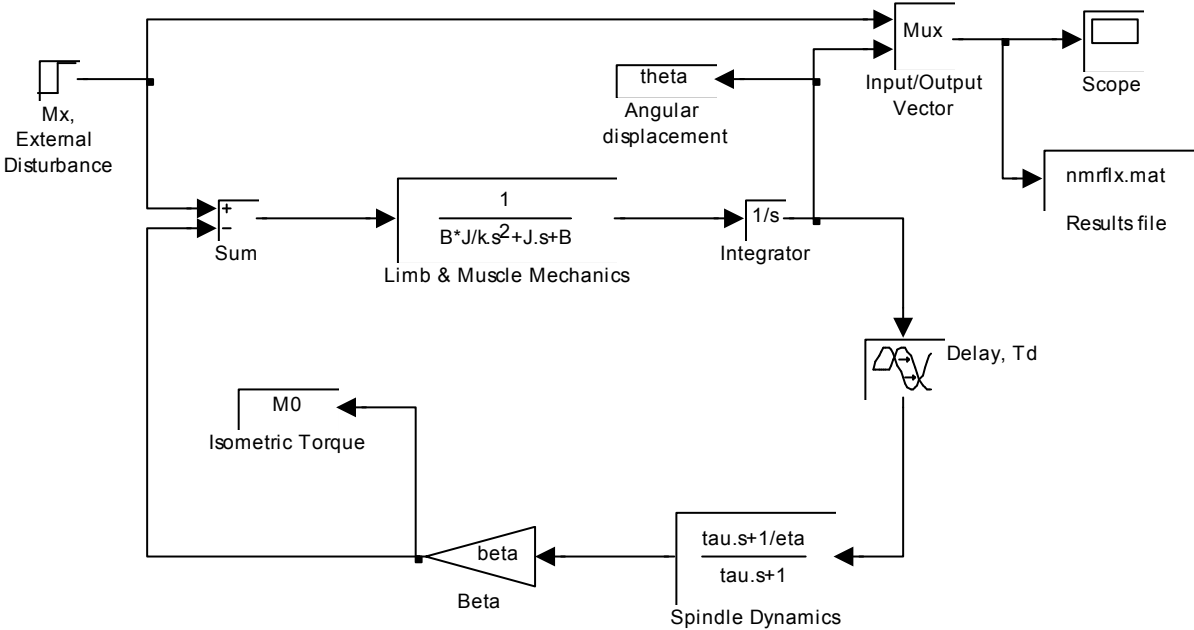 Mux
Input/Output
Vector
Scope
theta
Angular
displacement
Mx,
External
Disturbance
nmrflx.mat
Results file
+
−
Sum
1
B*J/k.s²+J.s+B
Limb & Muscle Mechanics
1/s
Integrator
Delay, Td
M0
Isometric Torque
tau.s+1/eta
tau.s+1
Spindle Dynamics
beta
Beta